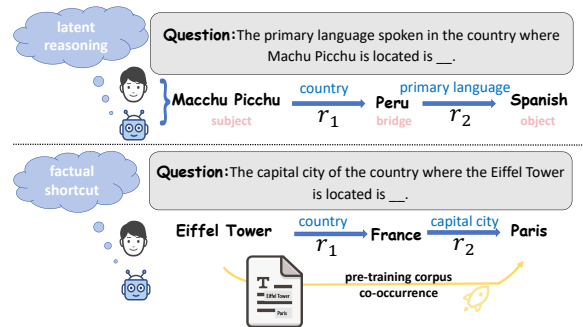 latent
reasoning
Question:The primary language spoken in the country where
Machu Picchu is located is __.
Macchu Picchu country Peru primary language Spanish
subject r1 bridge r2 object
factual
shortcut
Question:The capital city of the country where the Eiffel Tower
is located is __.
Eiffel Tower country France capital city Paris
r1 r2
T
Eiffel Tower
Paris
pre-training corpus
co-occurrence